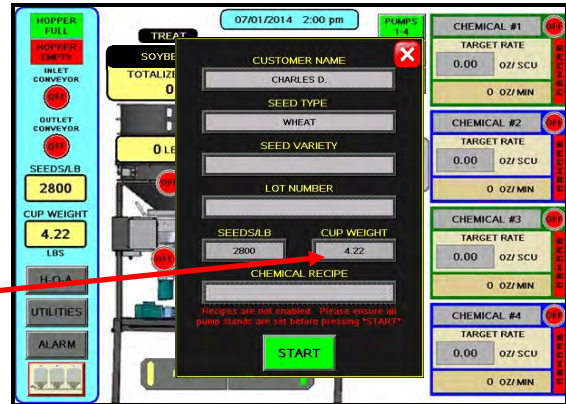 HOPPER
FULL
HOPPER
EMPTY
INLET
CONVEYOR
OFF
OUTLET
CONVEYOR
OFF
SEEDS/LB
2800
CUP WEIGHT
4.22
LBS
H-O-A
UTILITIES
ALARM
TREAT
SOYBE
TOTALIZE
0
0 LB
OFF
OFF
07/01/2014 2:00 pm
PUMPS
1-4
CUSTOMER NAME
X
CHARLES D.
SEED TYPE
WHEAT
SEED VARIETY
LOT NUMBER
SEEDS/LB CUP WEIGHT
2800 4.22
CHEMICAL RECIPE
Recipes are not enabled. Please ensure all
pump stands are set before pressing "START"
START
CHEMICAL #1 OFF
TARGET RATE
0.00 OZ/ SCU
0 OZ/ MIN
CHEMICAL #2 OFF
TARGET RATE
0.00 OZ/ SCU
0 OZ/ MIN
CHEMICAL #3 OFF
TARGET RATE
0.00 OZ/ SCU
0 OZ/ MIN
CHEMICAL #4 OFF
TARGET RATE
0.00 OZ/ SCU
0 OZ/ MIN